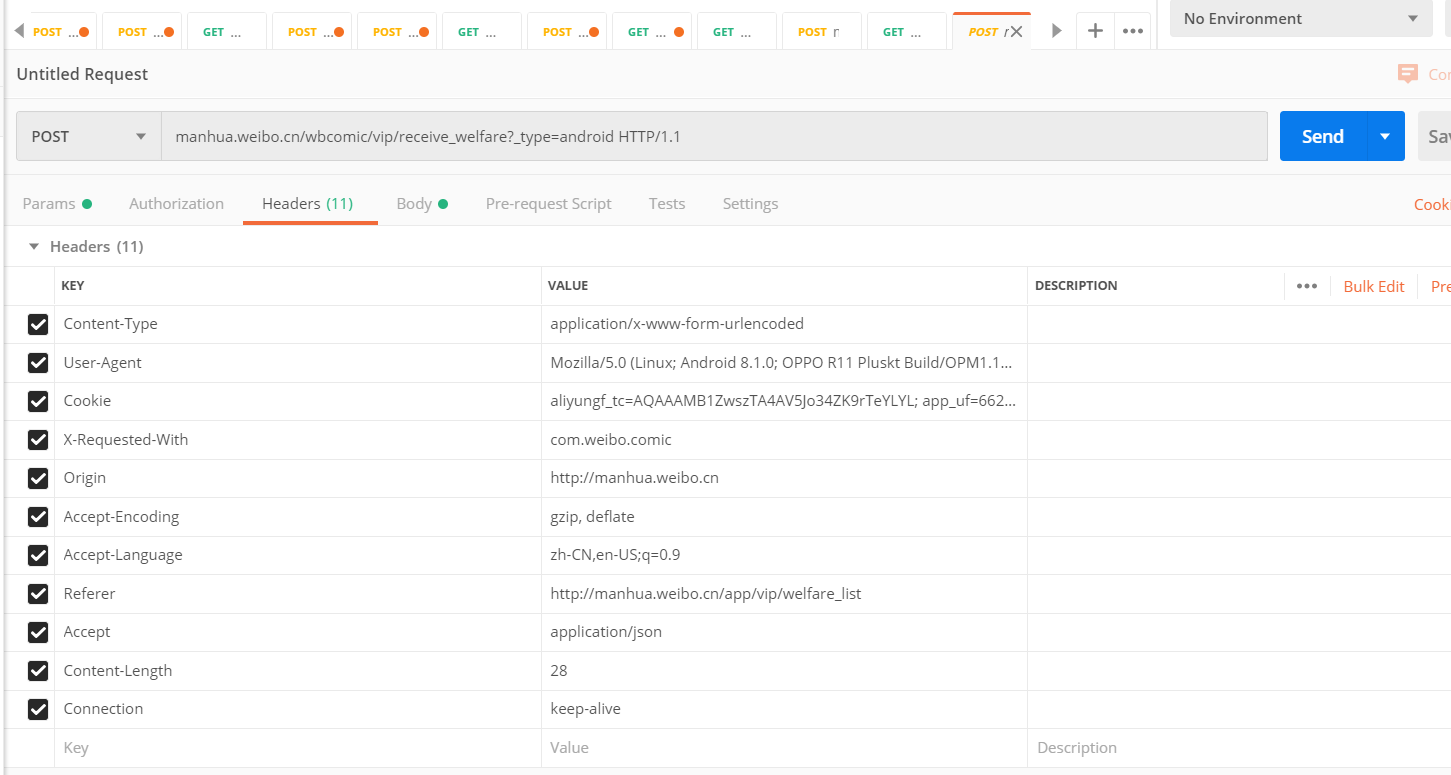 POST ... POST ... GET ... POST ... POST ... GET ... POST ... GET ... GET ... POST GET ... POST No Environment
Untitled Request
POST manhua.weibo.cn/wbcomic/vip/receive_welfare?_type=android HTTP/1.1 Send
Params Authorization Headers (11) Body Pre-request Script Tests Settings
Headers (11)
KEY VALUE DESCRIPTION Bulk Edit
Content-Type application/x-www-form-urlencoded
User-Agent Mozilla/5.0 (Linux; Android 8.1.0; OPPO R11 Pluskt Build/OPM1.1...
Cookie aliyungf_tc=AQAAAMB1ZwszTA4AV5Jo34ZK9rTeYLYL; app_uf=662...
X-Requested-With com.weibo.comic
Origin http://manhua.weibo.cn
Accept-Encoding gzip, deflate
Accept-Language zh-CN,en-US;q=0.9
Referer http://manhua.weibo.cn/app/vip/welfare_list
Accept application/json
Content-Length 28
Connection keep-alive
Key Value Description